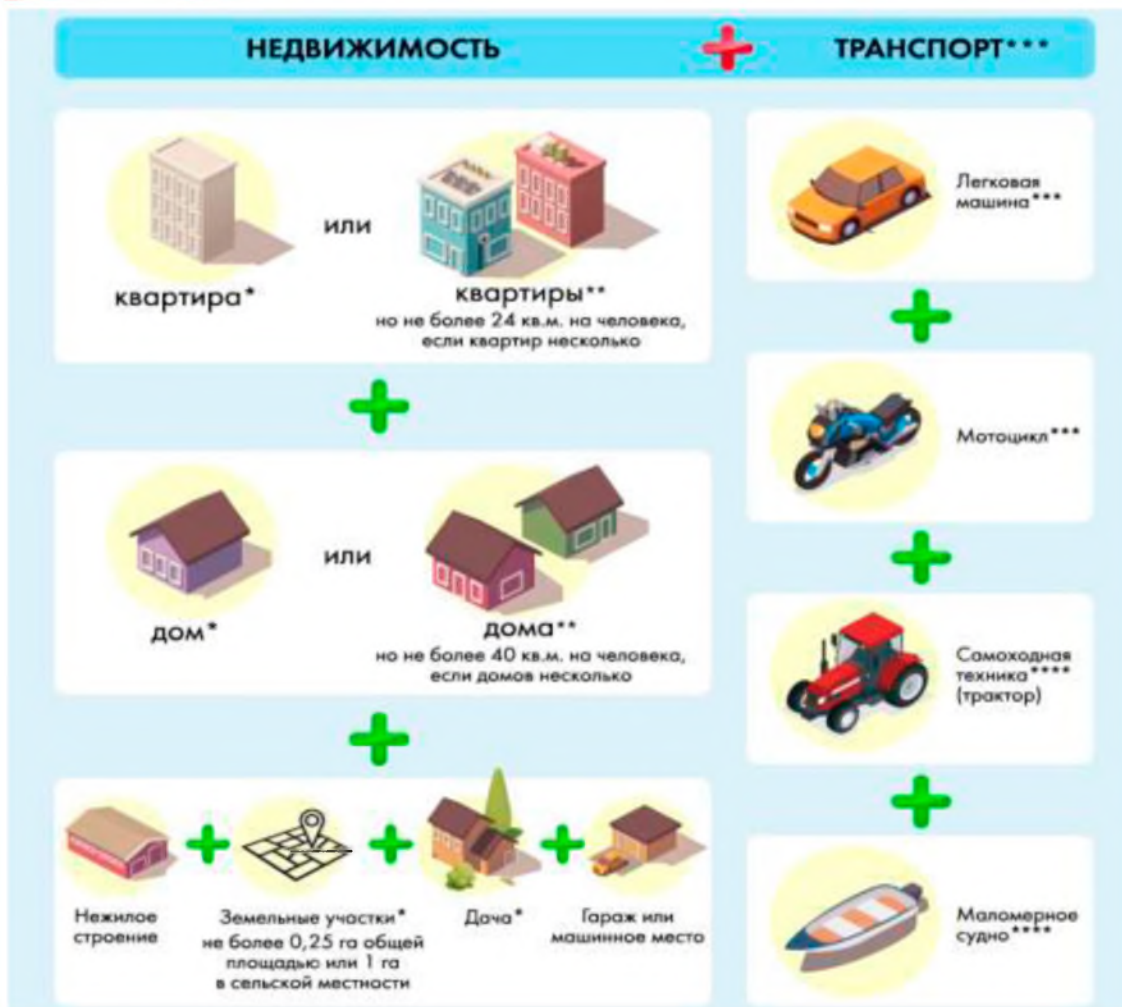 НЕДВИЖИМОСТЬ
ТРАНСПОРТ***
квартира*
или
квартиры**
но не более 24 кв.м. на человека,
если квартир несколько
дом*
или
дома**
но не более 40 кв.м. на человека,
если домов несколько
Нежилое
строение
Земельные участки*
не более 0,25 га общей
площадью или 1 га
в сельской местности
Дача*
Гараж или
машинное место
Легковая
машина***
Мотоцикл***
Самоходная
техника****
(трактор)
Маломерное
судно****